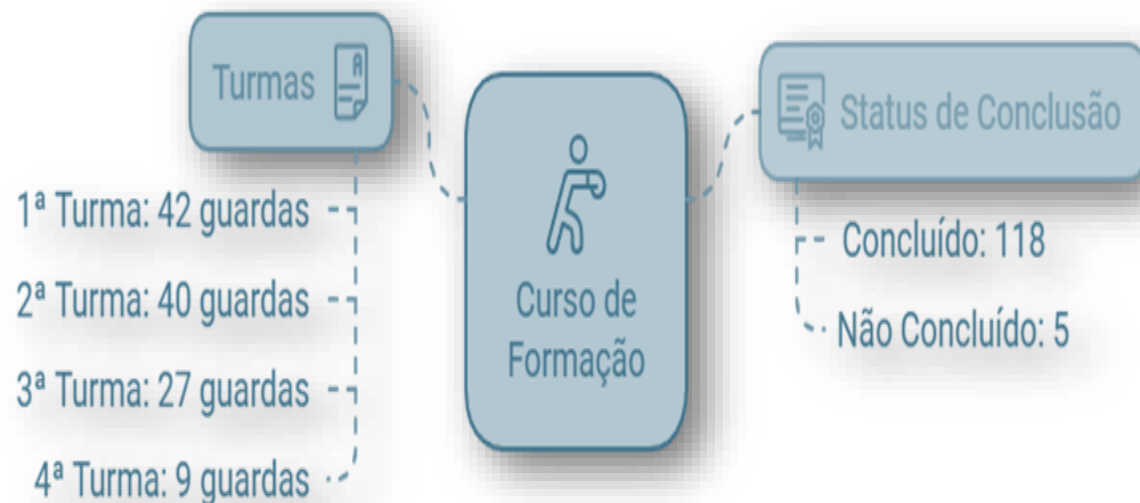 Turmas
1ª Turma: 42 guardas
2ª Turma: 40 guardas
3ª Turma: 27 guardas
4ª Turma: 9 guardas
Curso de
Formação
Status de Conclusão
Concluído: 118
Não Concluído: 5